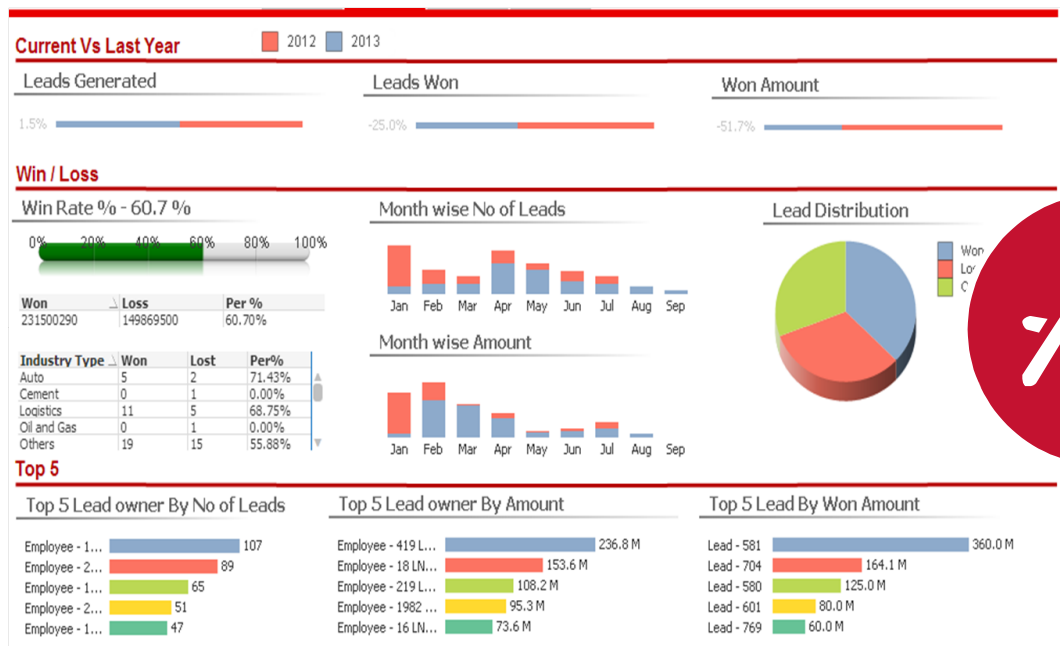 Current Vs Last Year
2012 2013
Leads Generated
Leads Won
Won Amount
1.5%
-25.0%
-51.7%
Win / Loss
Win Rate % - 60.7 %
0% 20% 40% 60% 80% 100%
Won Loss Per %
231500290 149869500 60.70%
Industry Type Won Lost Per%
Auto 5 2 71.43%
Cement 0 1 0.00%
Logistics 11 5 68.75%
Oil and Gas 0 1 0.00%
Others 19 15 55.88%
Month wise No of Leads
Jan Feb Mar Apr May Jun Jul Aug Sep
Month wise Amount
Jan Feb Mar Apr May Jun Jul Aug Sep
Lead Distribution
Top 5
Top 5 Lead owner By No of Leads
Employee - 1... 107
Employee - 2... 89
Employee - 1... 65
Employee - 2... 51
Employee - 1... 47
Top 5 Lead owner By Amount
Employee - 419 L... 236.8 M
Employee - 18 LN... 153.6 M
Employee - 219 L... 108.2 M
Employee - 1982 ... 95.3 M
Employee - 16 LN... 73.6 M
Top 5 Lead By Won Amount
Lead - 581 360.0 M
Lead - 704 164.1 M
Lead - 580 125.0 M
Lead - 601 80.0 M
Lead - 769 60.0 M